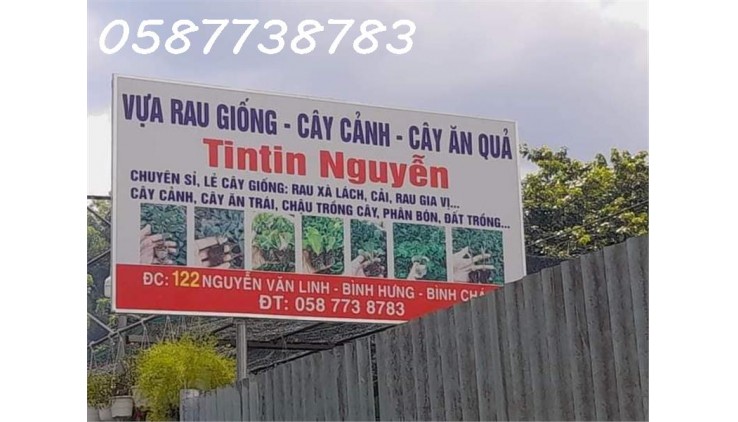 0587738783
VỰA RAU GIỐNG - CÂY CẢNH - CÂY ĂN QUẢ
Tintin Nguyễn
CHUYÊN SỈ, LẺ CÂY GIỐNG: RAU XÀ LÁCH, CẢI, RAU GIA VỊ...
CÂY CẢNH, CÂY ĂN TRÁI, CHẬU TRỒNG CÂY, PHÂN BÓN, ĐẤT TRỒNG...
ĐC: 122 NGUYỄN VĂN LINH - BÌNH HƯNG - BÌNH CHÁ
ĐT: 058 773 8783